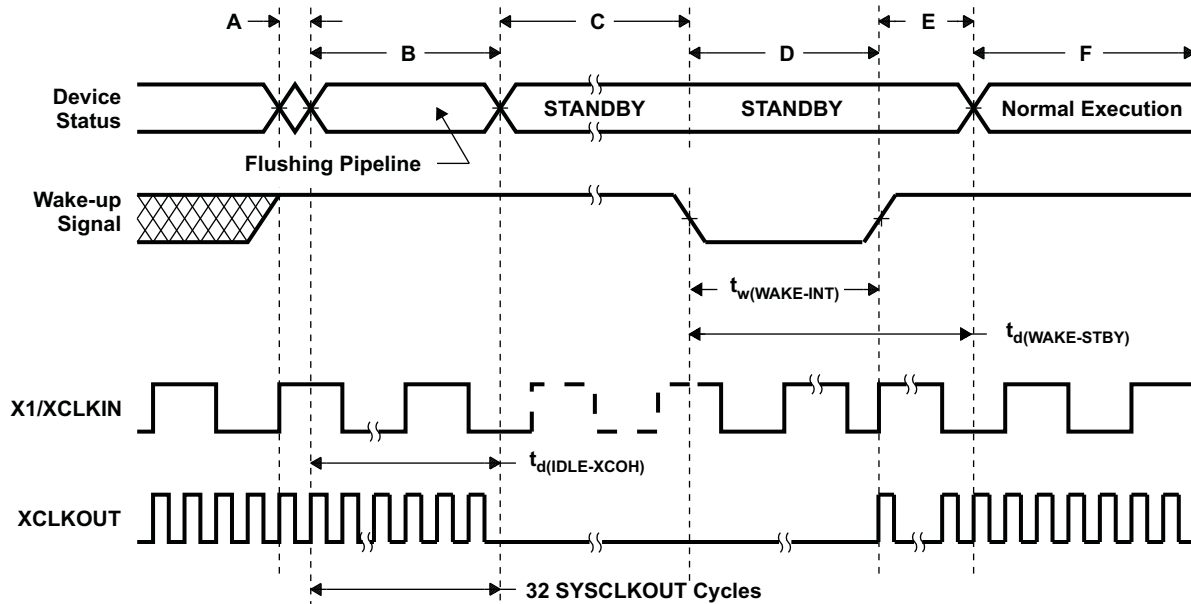 A
C
E
B
D
F
Device
Status
STANDBY
STANDBY
Normal Execution
Flushing Pipeline
Wake-up
Signal
tw(WAKE-INT)
td(WAKE-STBY)
X1/XCLKIN
td(IDLE-XCOH)
XCLKOUT
32 SYSCLKOUT Cycles